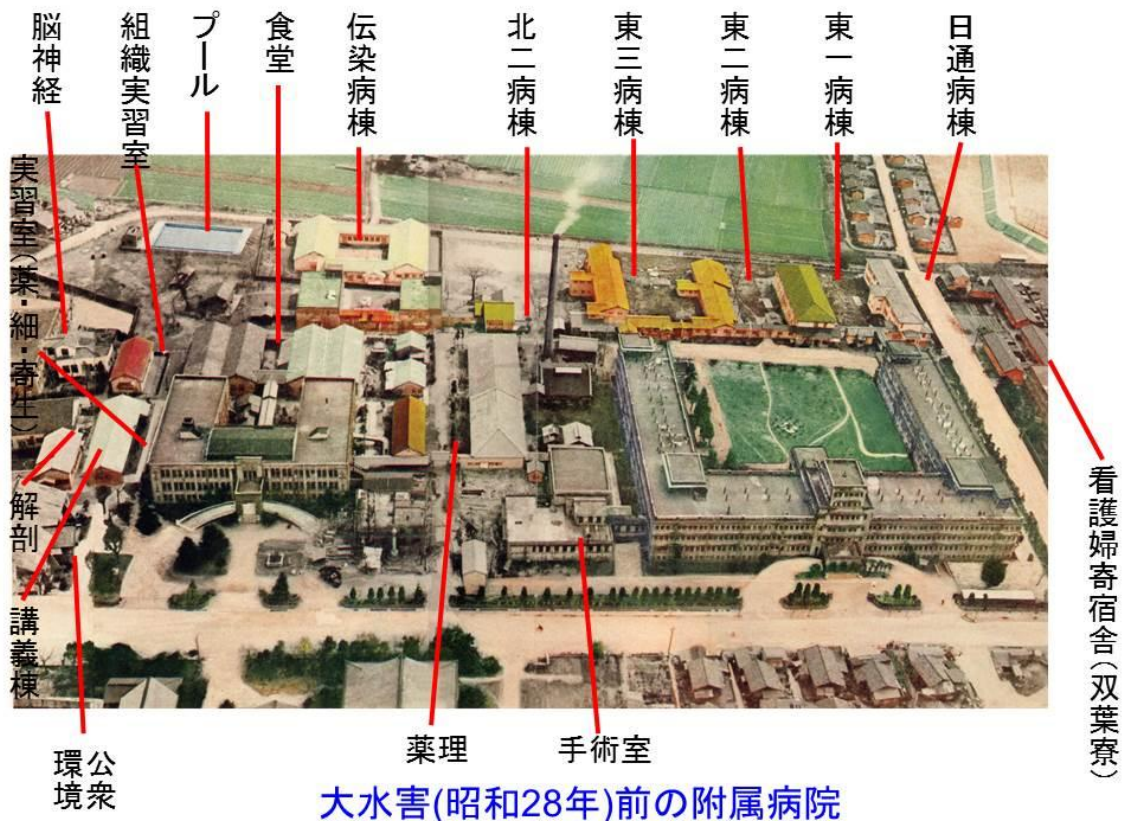 脳神経
組織実習室
プール
食堂
伝染病棟
北二病棟
東三病棟
東二病棟
東一病棟
日通病棟
実習室(薬・細・寄生)
解剖
講義棟
公衆
環境
薬理
手術室
看護婦寄宿舎(双葉寮)
大水害(昭和28年)前の附属病院